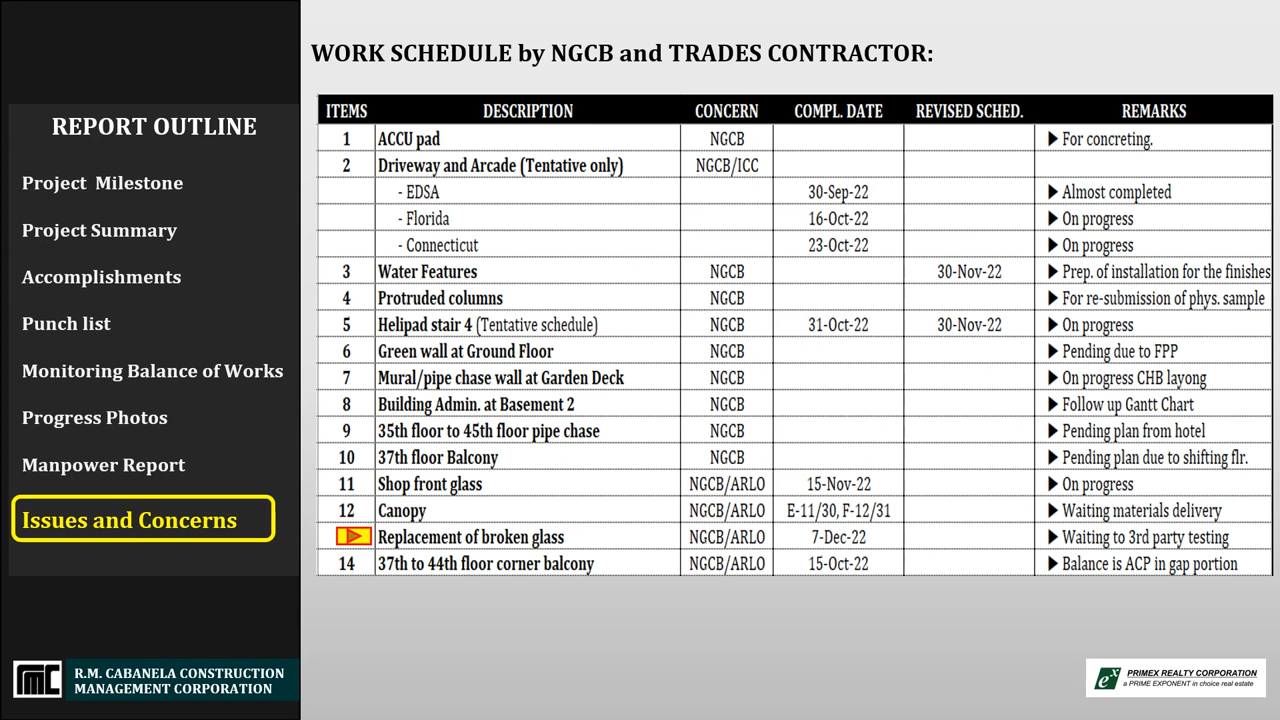 WORK SCHEDULE by NGCB and TRADES CONTRACTOR:
REPORT OUTLINE
Project Milestone
Project Summary
Accomplishments
Punch list
Monitoring Balance of Works
Progress Photos
Manpower Report
Issues and Concerns
ITEMS DESCRIPTION CONCERN COMPL. DATE REVISED SCHED. REMARKS
1 ACCU pad NGCB ▶ For concreting.
2 Driveway and Arcade (Tentative only) NGCB/ICC
- EDSA 30-Sep-22 ▶ Almost completed
- Florida 16-Oct-22 ▶ On progress
- Connecticut 23-Oct-22 ▶ On progress
3 Water Features NGCB 30-Nov-22 ▶ Prep. of installation for the finishes
4 Protruded columns NGCB ▶ For re-submission of phys. sample
5 Helipad stair 4 (Tentative schedule) NGCB 31-Oct-22 30-Nov-22 ▶ On progress
6 Green wall at Ground Floor NGCB ▶ Pending due to FPP
7 Mural/pipe chase wall at Garden Deck NGCB ▶ On progress CHB layong
8 Building Admin. at Basement 2 NGCB ▶ Follow up Gantt Chart
9 35th floor to 45th floor pipe chase NGCB ▶ Pending plan from hotel
10 37th floor Balcony NGCB ▶ Pending plan due to shifting flr.
11 Shop front glass NGCB/ARLO 15-Nov-22 ▶ On progress
12 Canopy NGCB/ARLO E-11/30, F-12/31 ▶ Waiting materials delivery
Replacement of broken glass NGCB/ARLO 7-Dec-22 ▶ Waiting to 3rd party testing
14 37th to 44th floor corner balcony NGCB/ARLO 15-Oct-22 ▶ Balance is ACP in gap portion
R.M. CABANELA CONSTRUCTION
MANAGEMENT CORPORATION
ex PRIMEX REALTY CORPORATION
a PRIME EXPONENT in choice real estate